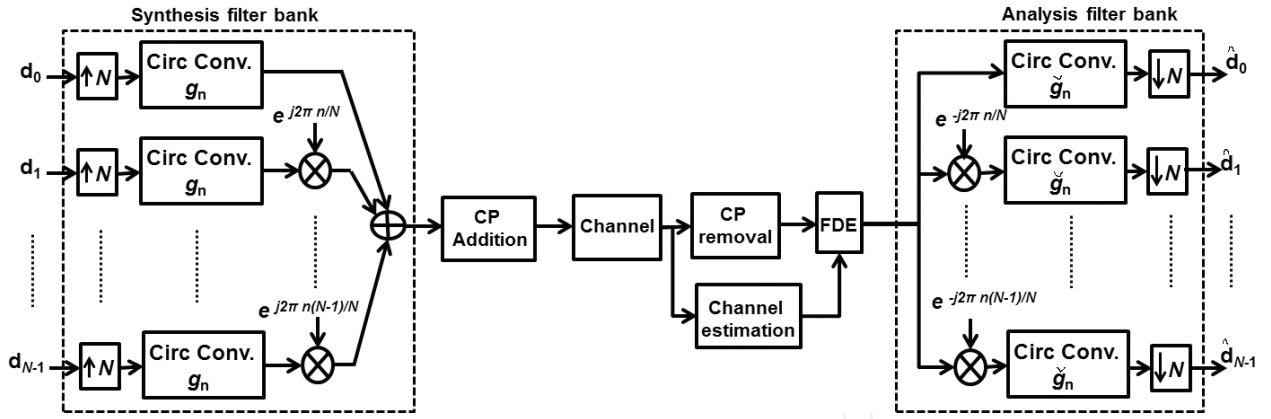 Synthesis filter bank
Analysis filter bank
d0
↑N
Circ Conv.
gn
d1
↑N
Circ Conv.
gn
e j2π n/N
dN-1
↑N
Circ Conv.
gn
e j2π n(N-1)/N
CP
Addition
Channel
CP
removal
Channel
estimation
FDE
Circ Conv.
ğn
↓N
d̂0
e -j2π n/N
Circ Conv.
ğn
↓N
d̂1
e -j2π n(N-1)/N
Circ Conv.
ğn
↓N
d̂N-1